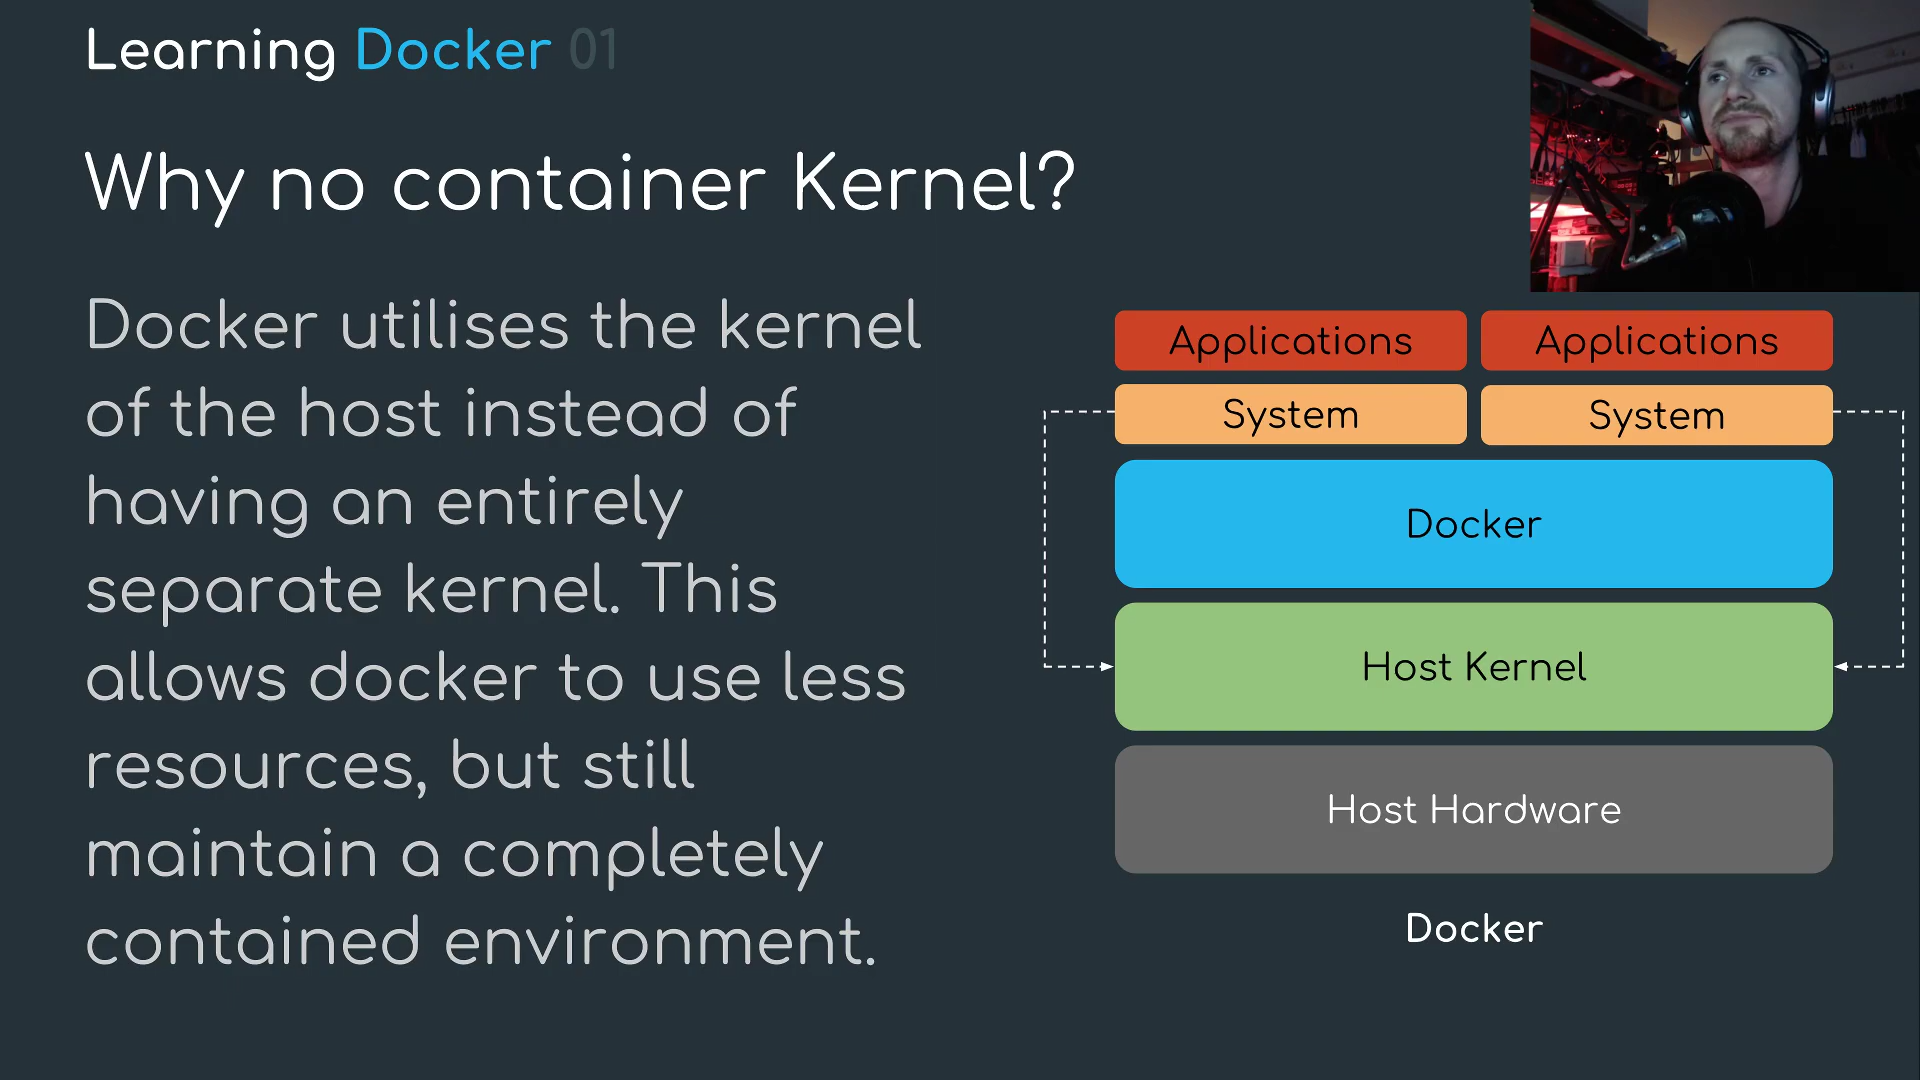 Learning Docker 01
Why no container Kernel?
Docker utilises the kernel
of the host instead of
having an entirely
separate kernel. This
allows docker to use less
resources, but still
maintain a completely
contained environment.
Applications Applications
System System
Docker
Host Kernel
Host Hardware
Docker